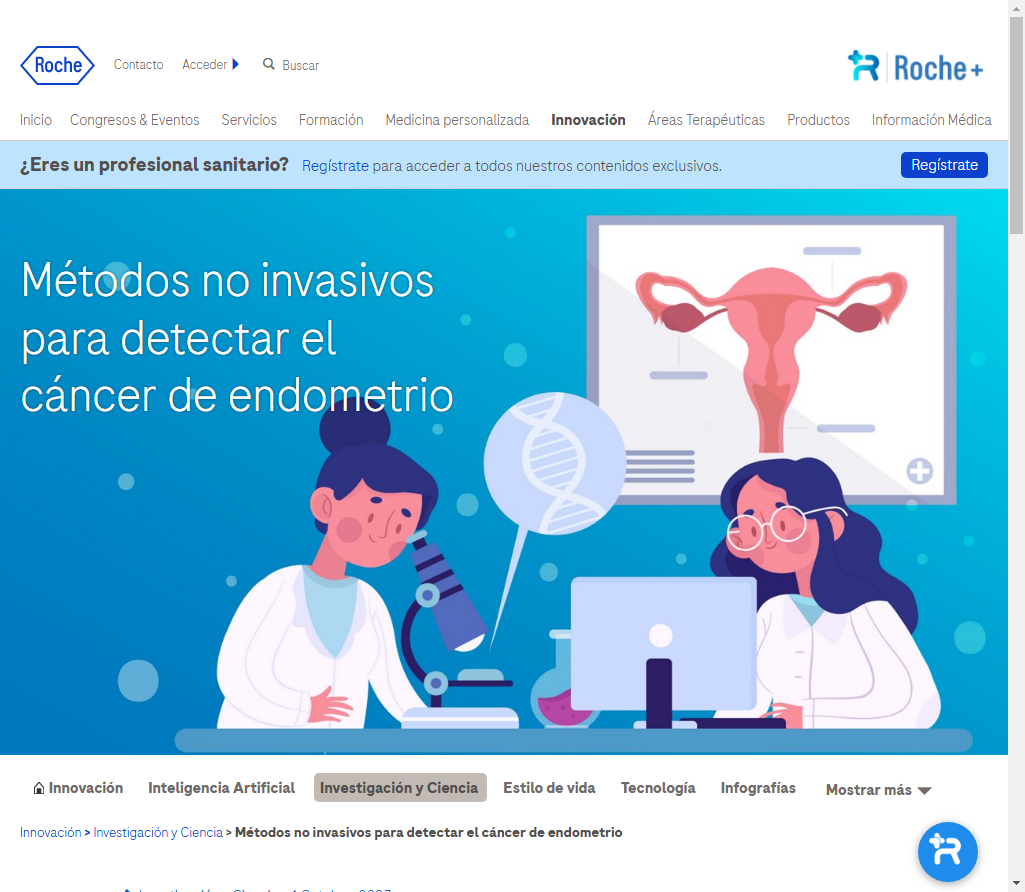 Roche
Contacto
Acceder
Buscar
Roche+
Inicio
Congresos & Eventos
Servicios
Formación
Medicina personalizada
Innovación
Áreas Terapéuticas
Productos
Información Médica
¿Eres un profesional sanitario? Regístrate para acceder a todos nuestros contenidos exclusivos.
Regístrate
Métodos no invasivos
para detectar el
cáncer de endometrio
Innovación
Inteligencia Artificial
Investigación y Ciencia
Estilo de vida
Tecnología
Infografías
Mostrar más
Innovación > Investigación y Ciencia > Métodos no invasivos para detectar el cáncer de endometrio